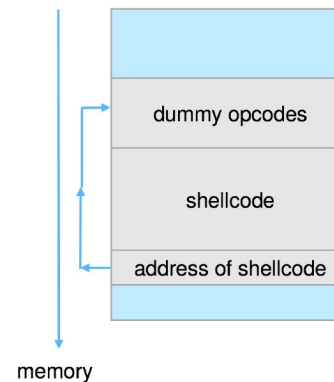 dummy opcodes
shellcode
address of shellcode
memory